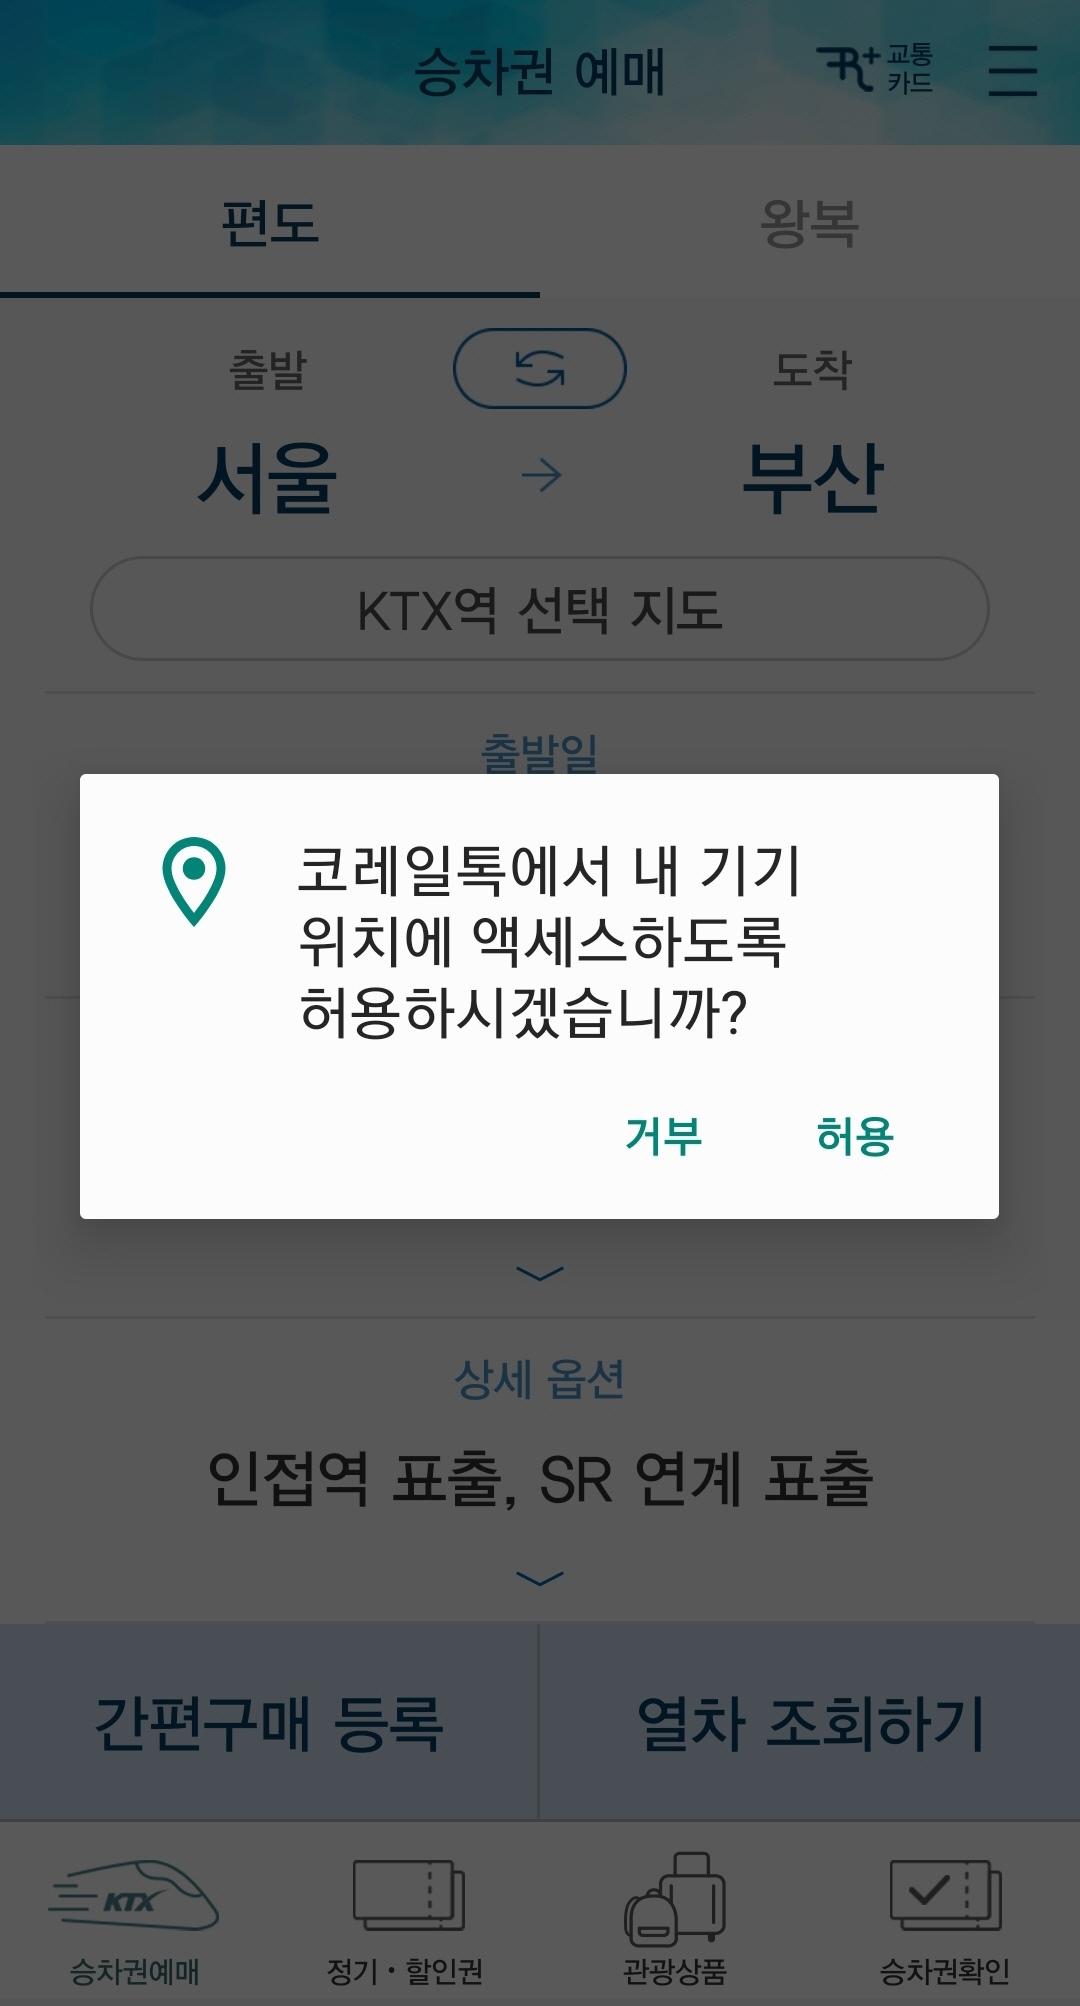 승차권 예매
교통
카드
편도
왕복
출발
도착
서울
부산
KTX역 선택 지도
출발일
코레일톡에서 내 기기
위치에 액세스하도록
허용하시겠습니까?
거부
허용
상세 옵션
인접역 표출, SR 연계 표출
간편구매 등록
열차 조회하기
KTX
승차권예매
정기·할인권
관광상품
승차권확인